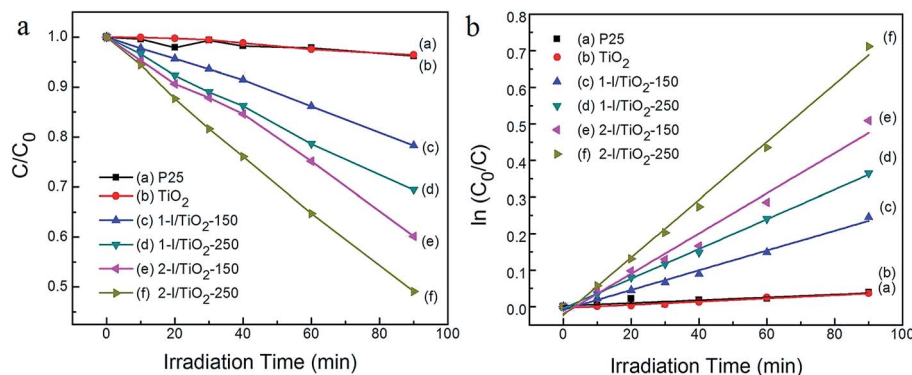 a
1.0
0.9
0.8
0.7
0.6
0.5
C/C0
(a)
(b)
(c)
(d)
(e)
(f)
(a) P25
(b) TiO2
(c) 1-I/TiO2-150
(d) 1-I/TiO2-250
(e) 2-I/TiO2-150
(f) 2-I/TiO2-250
0 20 40 60 80 100
Irradiation Time (min)
b
0.7
0.6
0.5
0.4
0.3
0.2
0.1
0.0
ln (C0/C)
(a) P25
(b) TiO2
(c) 1-I/TiO2-150
(d) 1-I/TiO2-250
(e) 2-I/TiO2-150
(f) 2-I/TiO2-250
(f)
(e)
(d)
(c)
(b)
(a)
0 20 40 60 80 100
Irradiation Time (min)